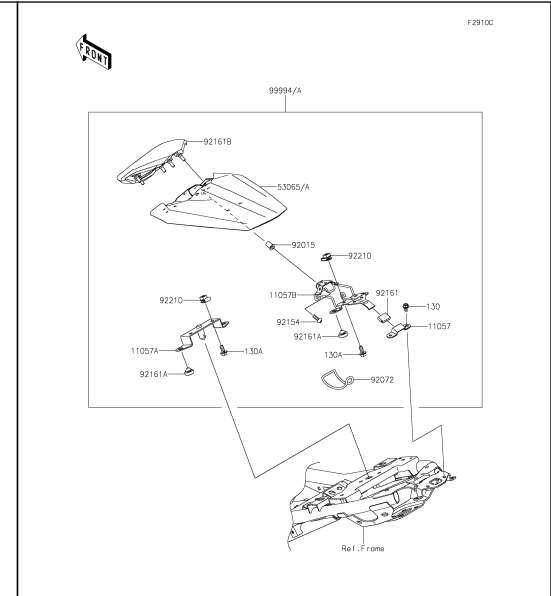 F2910C
FRONT
99994/A
92161B
53065/A
92015
92210
92210
11057B
92161
130
92154
11057
11057A
130A
92161A
130A
92161A
92072
Ref.Frame